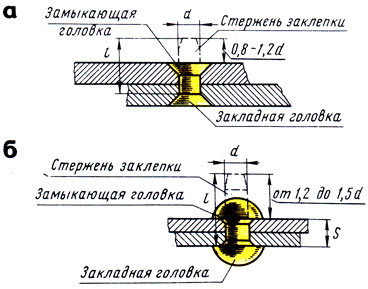 а
Замыкающая
головка
d
Стержень заклепки
l
0,8-1,2d
Закладная головка
б
Стержень заклепки
d
Замыкающая головка
l
от 1,2 до 1,5d
S
Закладная головка